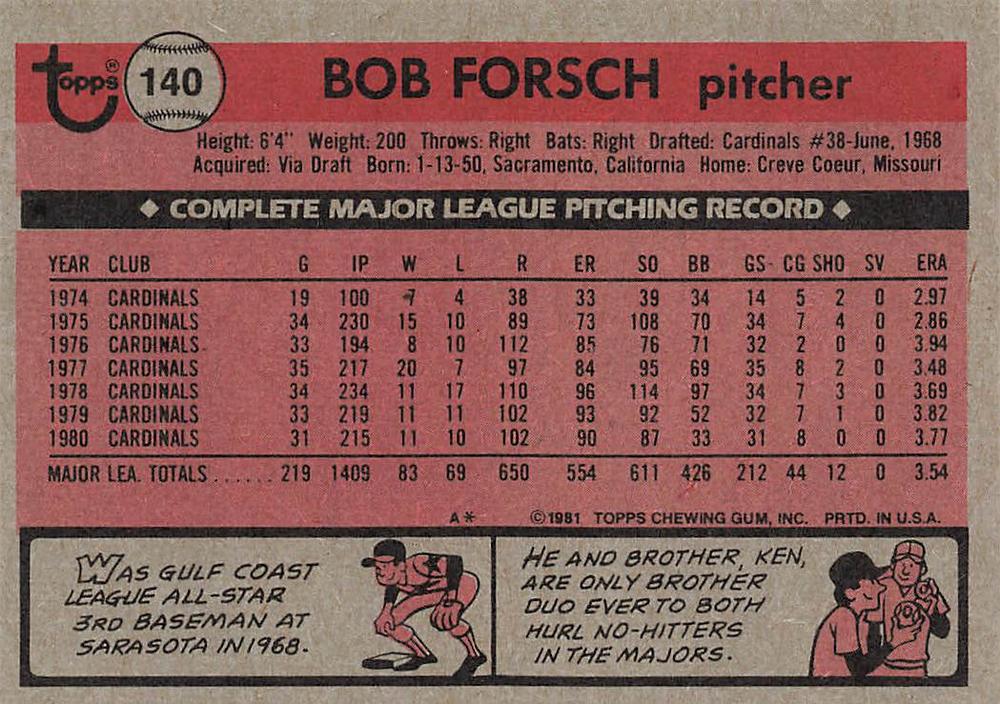 topps® 140 BOB FORSCH pitcher
Height: 6'4" Weight: 200 Throws: Right Bats: Right Drafted: Cardinals #38-June, 1968
Acquired: Via Draft Born: 1-13-50, Sacramento, California Home: Creve Coeur, Missouri
◆ COMPLETE MAJOR LEAGUE PITCHING RECORD ◆
YEAR CLUB G IP W L R ER SO BB GS CG SHO SV ERA
1974 CARDINALS 19 100 7 4 38 33 39 34 14 5 2 0 2.97
1975 CARDINALS 34 230 15 10 89 73 108 70 34 7 4 0 2.86
1976 CARDINALS 33 194 8 10 112 85 76 71 32 2 0 0 3.94
1977 CARDINALS 35 217 20 7 97 84 95 69 35 8 2 0 3.48
1978 CARDINALS 34 234 11 17 110 96 114 97 34 7 3 0 3.69
1979 CARDINALS 33 219 11 11 102 93 92 52 32 7 1 0 3.82
1980 CARDINALS 31 215 11 10 102 90 87 33 31 8 0 0 3.77
MAJOR LEA. TOTALS ...... 219 1409 83 69 650 554 611 426 212 44 12 0 3.54
A* ©1981 TOPPS CHEWING GUM, INC. PRTD. IN U.S.A.
WAS GULF COAST
LEAGUE ALL-STAR
3RD BASEMAN AT
SARASOTA IN 1968.
HE AND BROTHER, KEN,
ARE ONLY BROTHER
DUO EVER TO BOTH
HURL NO-HITTERS
IN THE MAJORS.